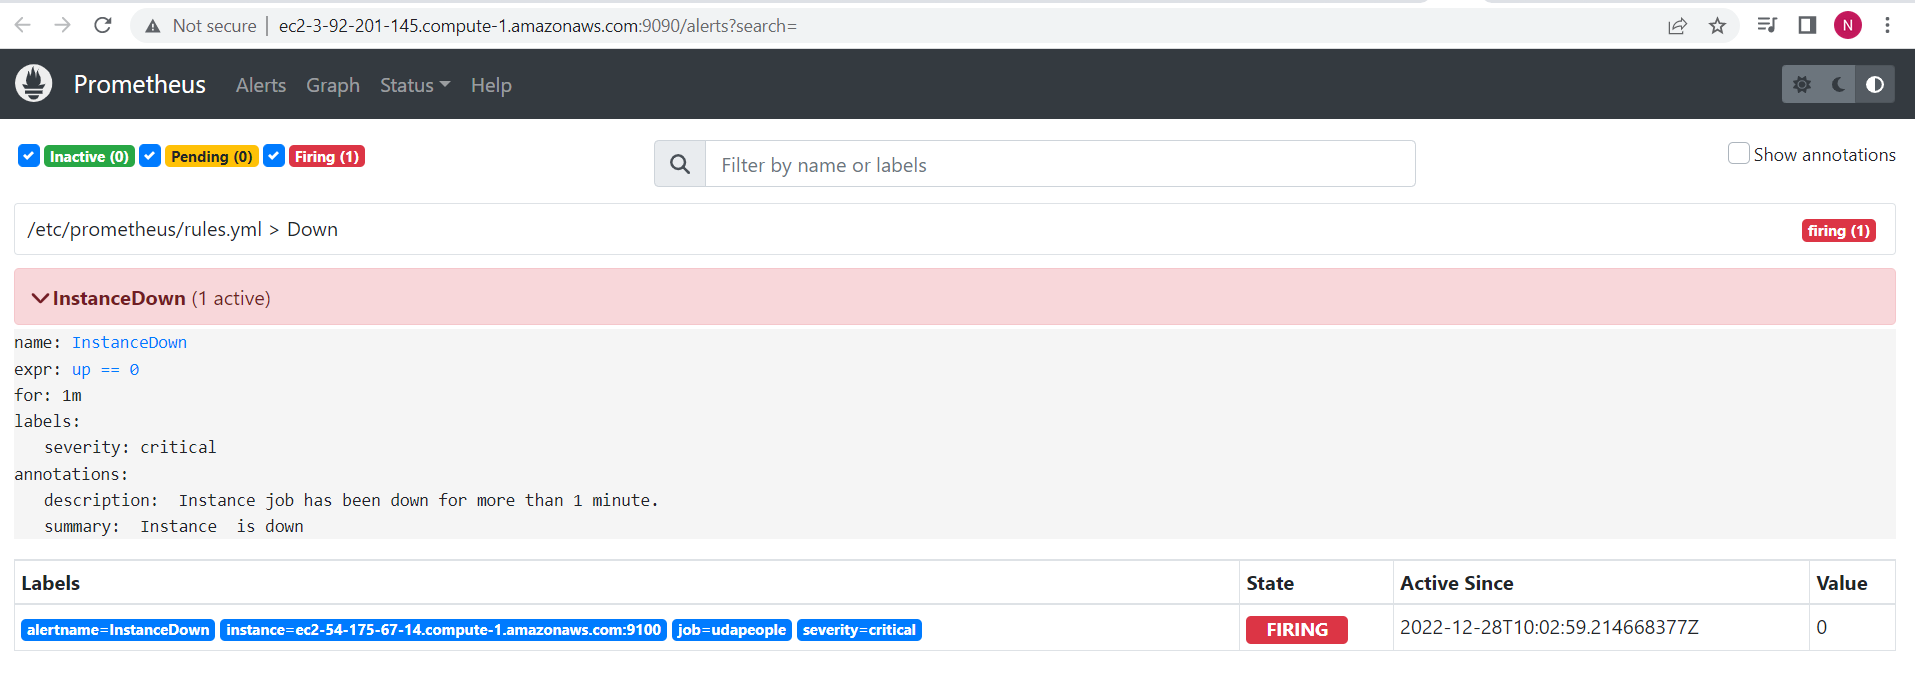 Not secure | ec2-3-92-201-145.compute-1.amazonaws.com:9090/alerts?search=
N
Prometheus Alerts Graph Status Help
Inactive (0) Pending (0) Firing (1) Filter by name or labels Show annotations
/etc/prometheus/rules.yml > Down firing (1)
InstanceDown (1 active)
name: InstanceDown
expr: up == 0
for: 1m
labels:
severity: critical
annotations:
description: Instance job has been down for more than 1 minute.
summary: Instance is down
Labels State Active Since Value
alertname=InstanceDown instance=ec2-54-175-67-14.compute-1.amazonaws.com:9100 job=udapeople severity=critical FIRING 2022-12-28T10:02:59.214668377Z 0